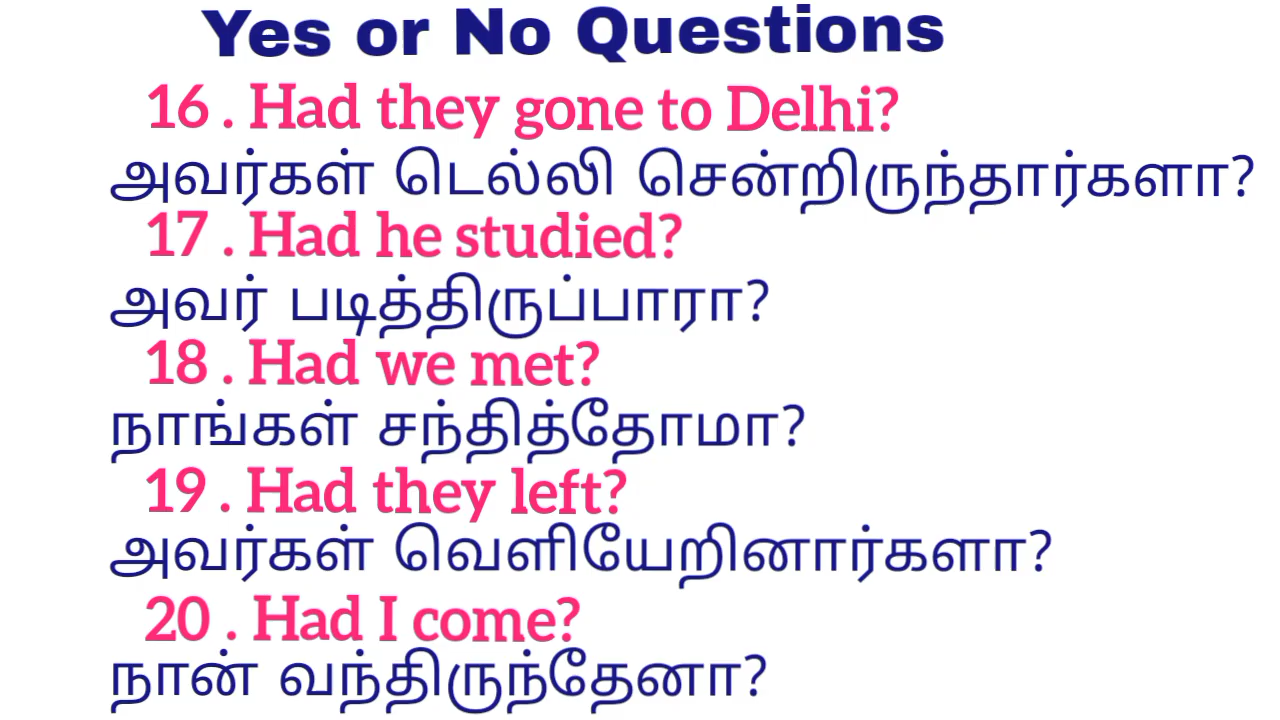 Yes or No Questions
16 . Had they gone to Delhi?
அவர்கள் டெல்லி சென்றிருந்தார்களா?
17 . Had he studied?
அவர் படித்திருப்பாரா?
18 . Had we met?
நாங்கள் சந்தித்தோமா?
19 . Had they left?
அவர்கள் வெளியேறினார்களா?
20 . Had I come?
நான் வந்திருந்தேனா?